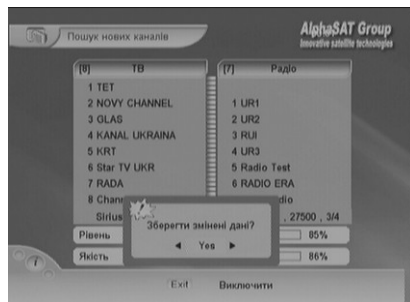 Пошук нових каналів
AlphaSAT Group
Innovative satellite technologies
[8] ТВ
[7] Радіо
1 TET
2 NOVY CHANNEL
3 GLAS
4 KANAL UKRAINA
5 KRT
6 Star TV UKR
7 RADA
8 Chann
Sirius
1 UR1
2 UR2
3 RUI
4 UR3
5 Radio Test
6 RADIO ERA
dio
, 27500 , 3/4
Зберегти змінені дані?
Yes
Рівень 85%
Якість 86%
Exit Виключити